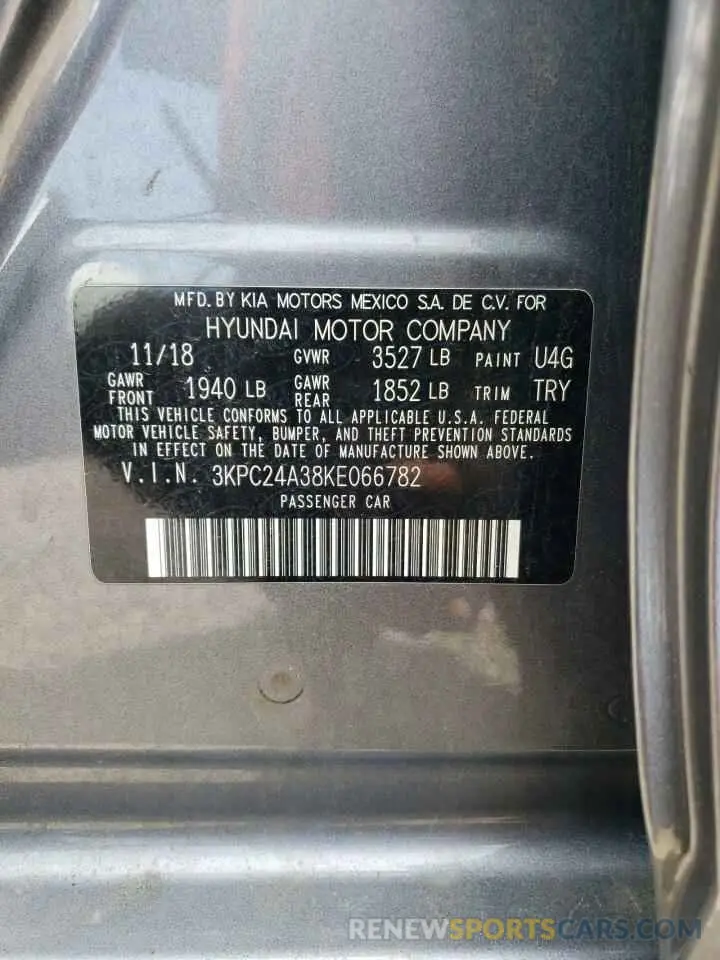 MFD. BY KIA MOTORS MEXICO S.A. DE C.V. FOR
HYUNDAI MOTOR COMPANY
11/18 GVWR 3527 LB PAINT U4G
GAWR FRONT 1940 LB GAWR REAR 1852 LB TRIM TRY
THIS VEHICLE CONFORMS TO ALL APPLICABLE U.S.A. FEDERAL
MOTOR VEHICLE SAFETY, BUMPER, AND THEFT PREVENTION STANDARDS
IN EFFECT ON THE DATE OF MANUFACTURE SHOWN ABOVE.
V.I.N. 3KPC24A38KE066782
PASSENGER CAR
RENEWSPORTSCARS.COM